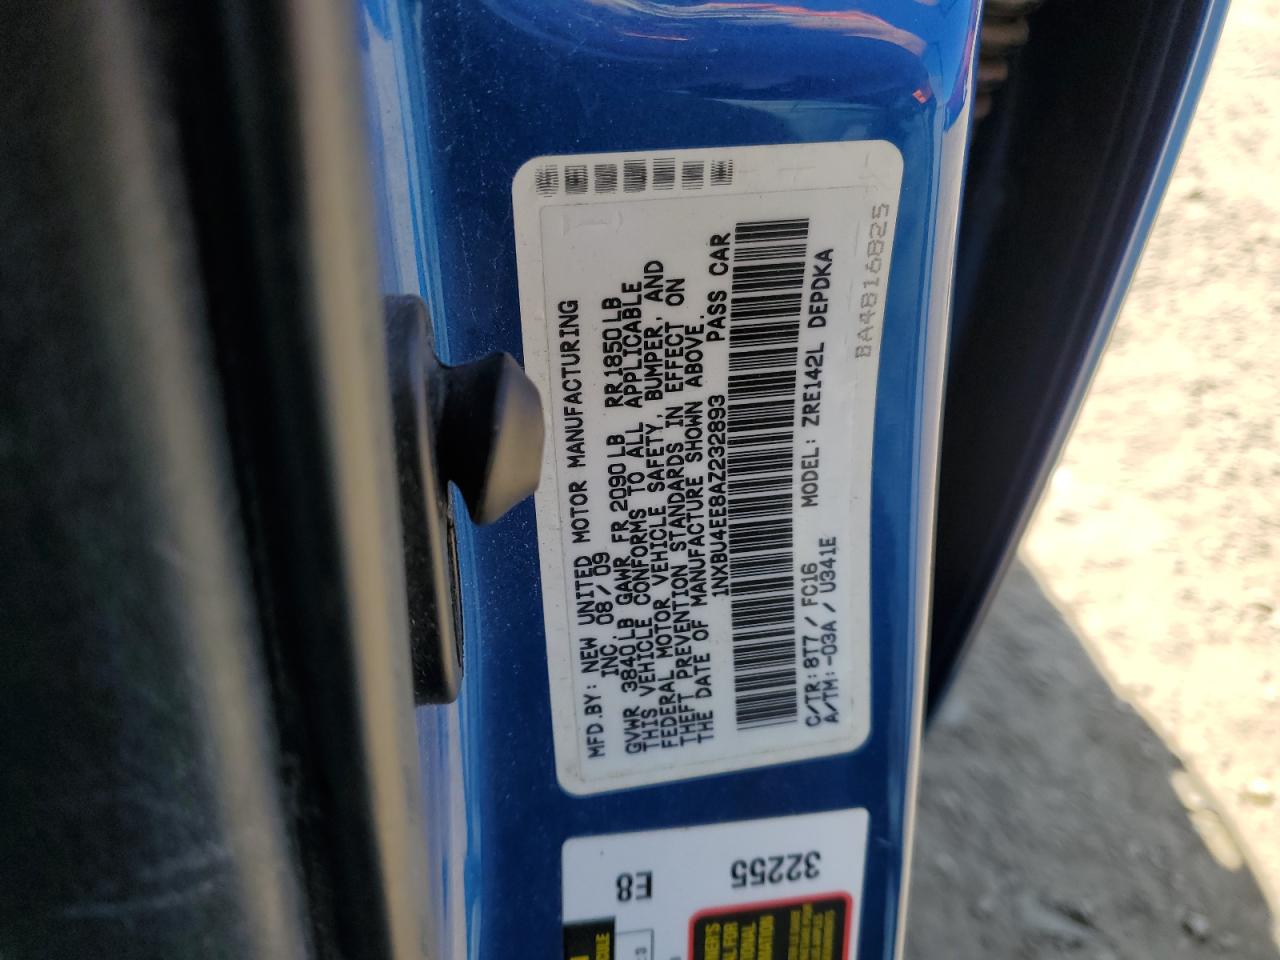 MFD.BY: NEW UNITED MOTOR MANUFACTURING
INC. 08/09
GVWR 3840LB GAWR FR 2090LB RR 1850LB
THIS VEHICLE CONFORMS TO ALL APPLICABLE
FEDERAL MOTOR VEHICLE SAFETY, BUMPER, AND
THEFT PREVENTION STANDARDS IN EFFECT ON
THE DATE OF MANUFACTURE SHOWN ABOVE.
1NXBU4EE8AZ232893 PASS CAR
C/TR: 8T7 / FC16 MODEL: ZRE142L DEPDKA
A/TM: -03A / U341E
BA4816825
32255
E8